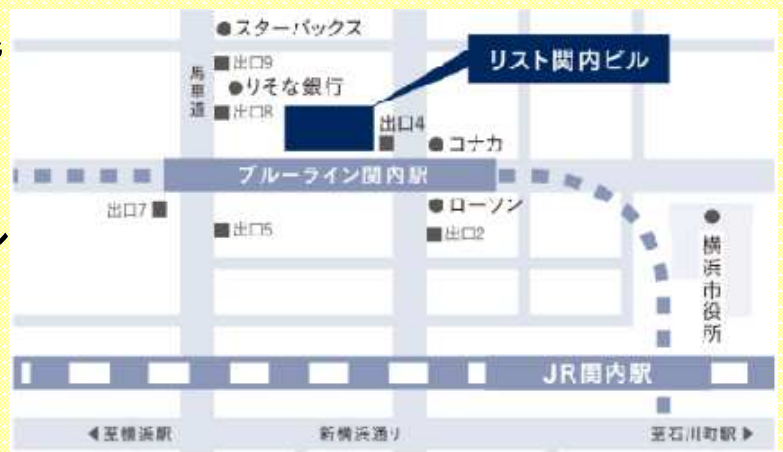 スターバックス
出口9
馬車道
りそな銀行
出口8
リスト関内ビル
出口4
コナカ
ブルーライン関内駅
出口7
出口5
ローソン
出口2
横浜市役所
JR関内駅
◀至横浜駅
新横浜通り
至石川町駅▶